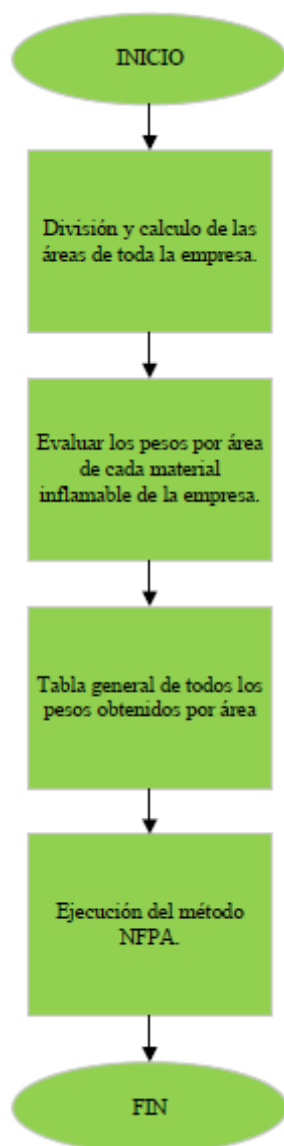 INICIO
División y calculo de las
áreas de toda la empresa.
Evaluar los pesos por área
de cada material
inflamable de la empresa.
Tabla general de todos los
pesos obtenidos por área
Ejecución del método
NFPA.
FIN